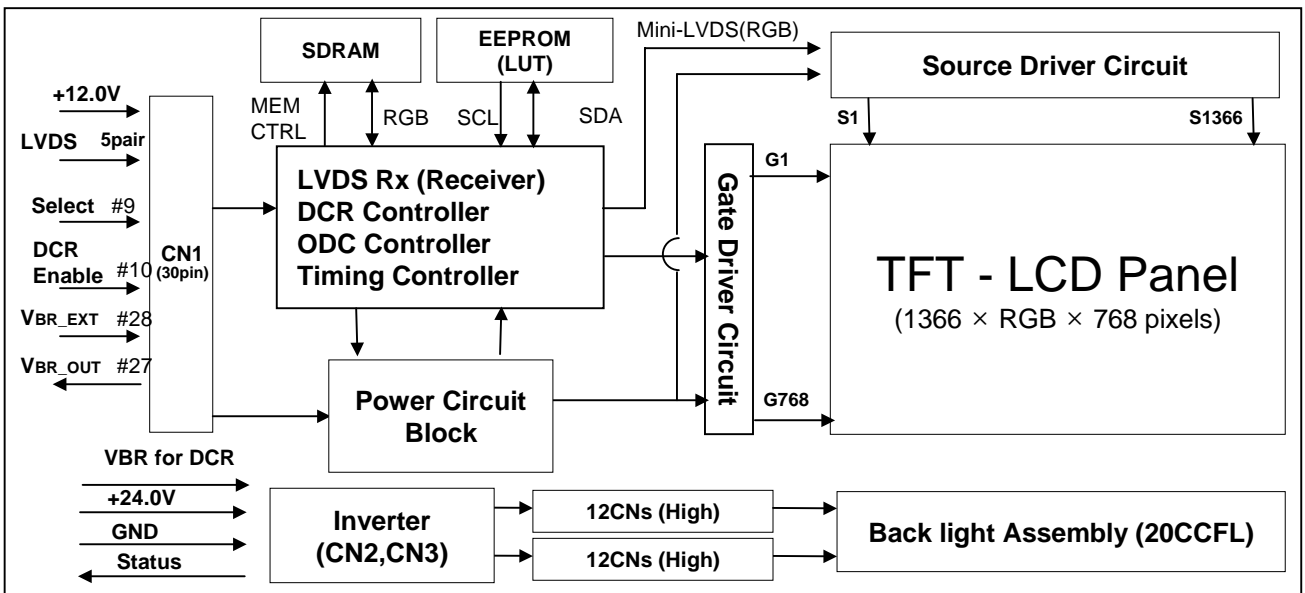 +12.0V
LVDS 5pair
Select #9
DCR
Enable #10
VBR_EXT #28
VBR_OUT #27
CN1
(30pin)
SDRAM
EEPROM
(LUT)
MEM
CTRL
RGB
SCL
SDA
Mini-LVDS(RGB)
LVDS Rx (Receiver)
DCR Controller
ODC Controller
Timing Controller
Power Circuit
Block
Source Driver Circuit
S1
S1366
Gate Driver Circuit
G1
G768
TFT - LCD Panel
(1366 × RGB × 768 pixels)
VBR for DCR
+24.0V
GND
Status
Inverter
(CN2,CN3)
12CNs (High)
12CNs (High)
Back light Assembly (20CCFL)